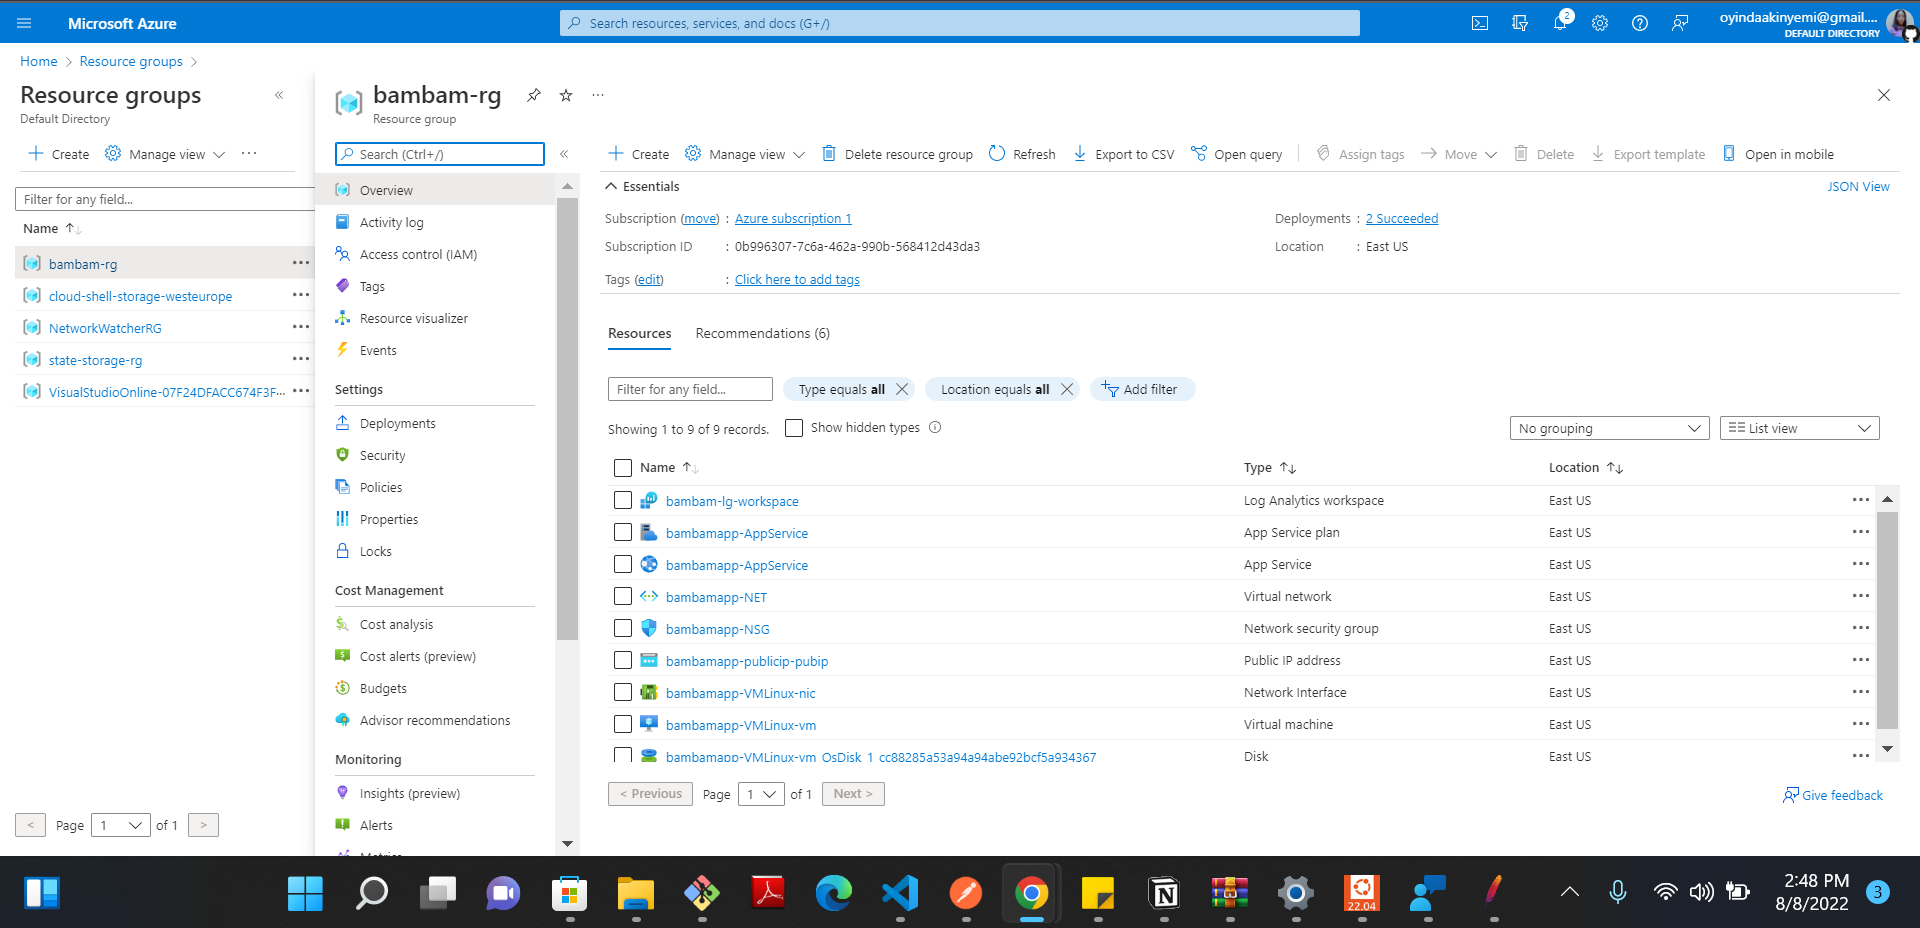 Microsoft Azure
Search resources, services, and docs (G+/)
2
oyindaakinyemi@gmail....
DEFAULT DIRECTORY
Home > Resource groups >
Resource groups
Default Directory
Create
Manage view
Filter for any field...
Name
bambam-rg
cloud-shell-storage-westeurope
NetworkWatcherRG
state-storage-rg
VisualStudioOnline-07F24DFACC674F3F-...
< Page 1 of 1 >
bambam-rg
Resource group
Search (Ctrl+/)
Overview
Activity log
Access control (IAM)
Tags
Resource visualizer
Events
Settings
Deployments
Security
Policies
Properties
Locks
Cost Management
Cost analysis
Cost alerts (preview)
Budgets
Advisor recommendations
Monitoring
Insights (preview)
Alerts
Metrics
Create Manage view Delete resource group Refresh Export to CSV Open query Assign tags Move Delete Export template Open in mobile
Essentials
JSON View
Subscription (move) : Azure subscription 1
Deployments : 2 Succeeded
Subscription ID : 0b996307-7c6a-462a-990b-568412d43da3
Location : East US
Tags (edit) : Click here to add tags
Resources Recommendations (6)
Filter for any field... Type equals all Location equals all Add filter
Showing 1 to 9 of 9 records. Show hidden types
No grouping List view
Name Type Location
bambam-lg-workspace Log Analytics workspace East US
bambamapp-AppService App Service plan East US
bambamapp-AppService App Service East US
bambamapp-NET Virtual network East US
bambamapp-NSG Network security group East US
bambamapp-publicip-pubip Public IP address East US
bambamapp-VMLinux-nic Network Interface East US
bambamapp-VMLinux-vm Virtual machine East US
bambamapp-VMLinux-vm_OsDisk_1_cc88285a53a94a94abe92bcf5a934367 Disk East US
< Previous Page 1 of 1 Next >
Give feedback
22.04
2:48 PM
8/8/2022
3